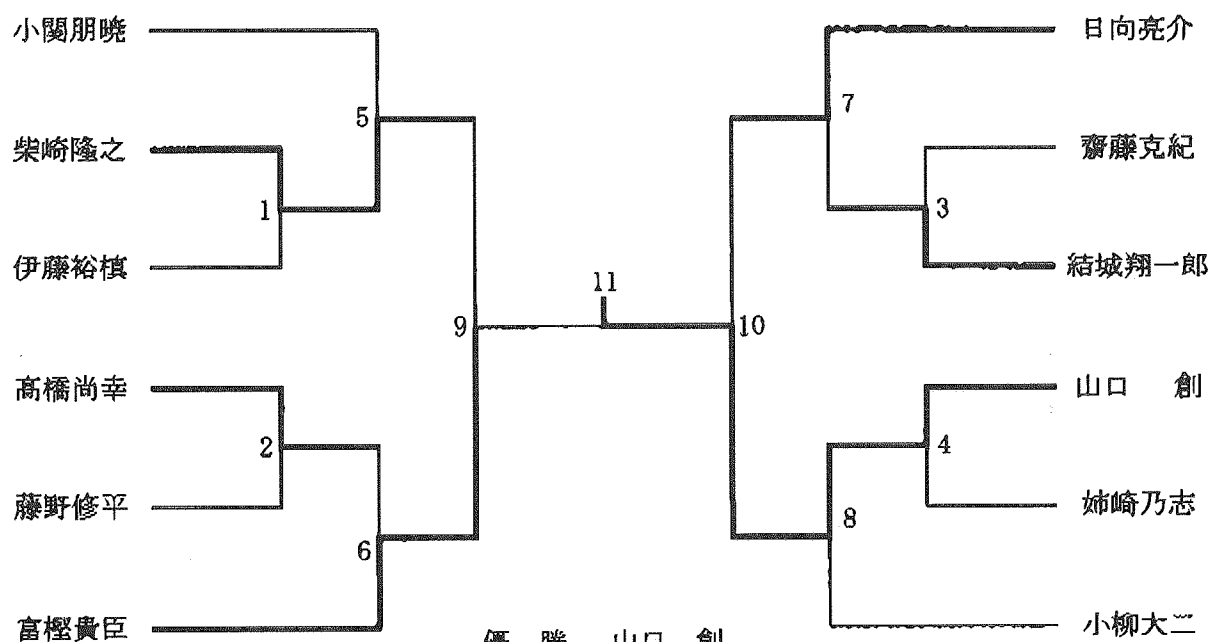 小関朋暁
柴崎隆之
伊藤裕槙
髙橋尚幸
藤野修平
富樫貴臣
1
2
5
6
9
11
10
7
8
3
4
日向亮介
齋藤克紀
結城翔一郎
山口 創
姉崎乃志
小柳大二
優 勝 山口 創